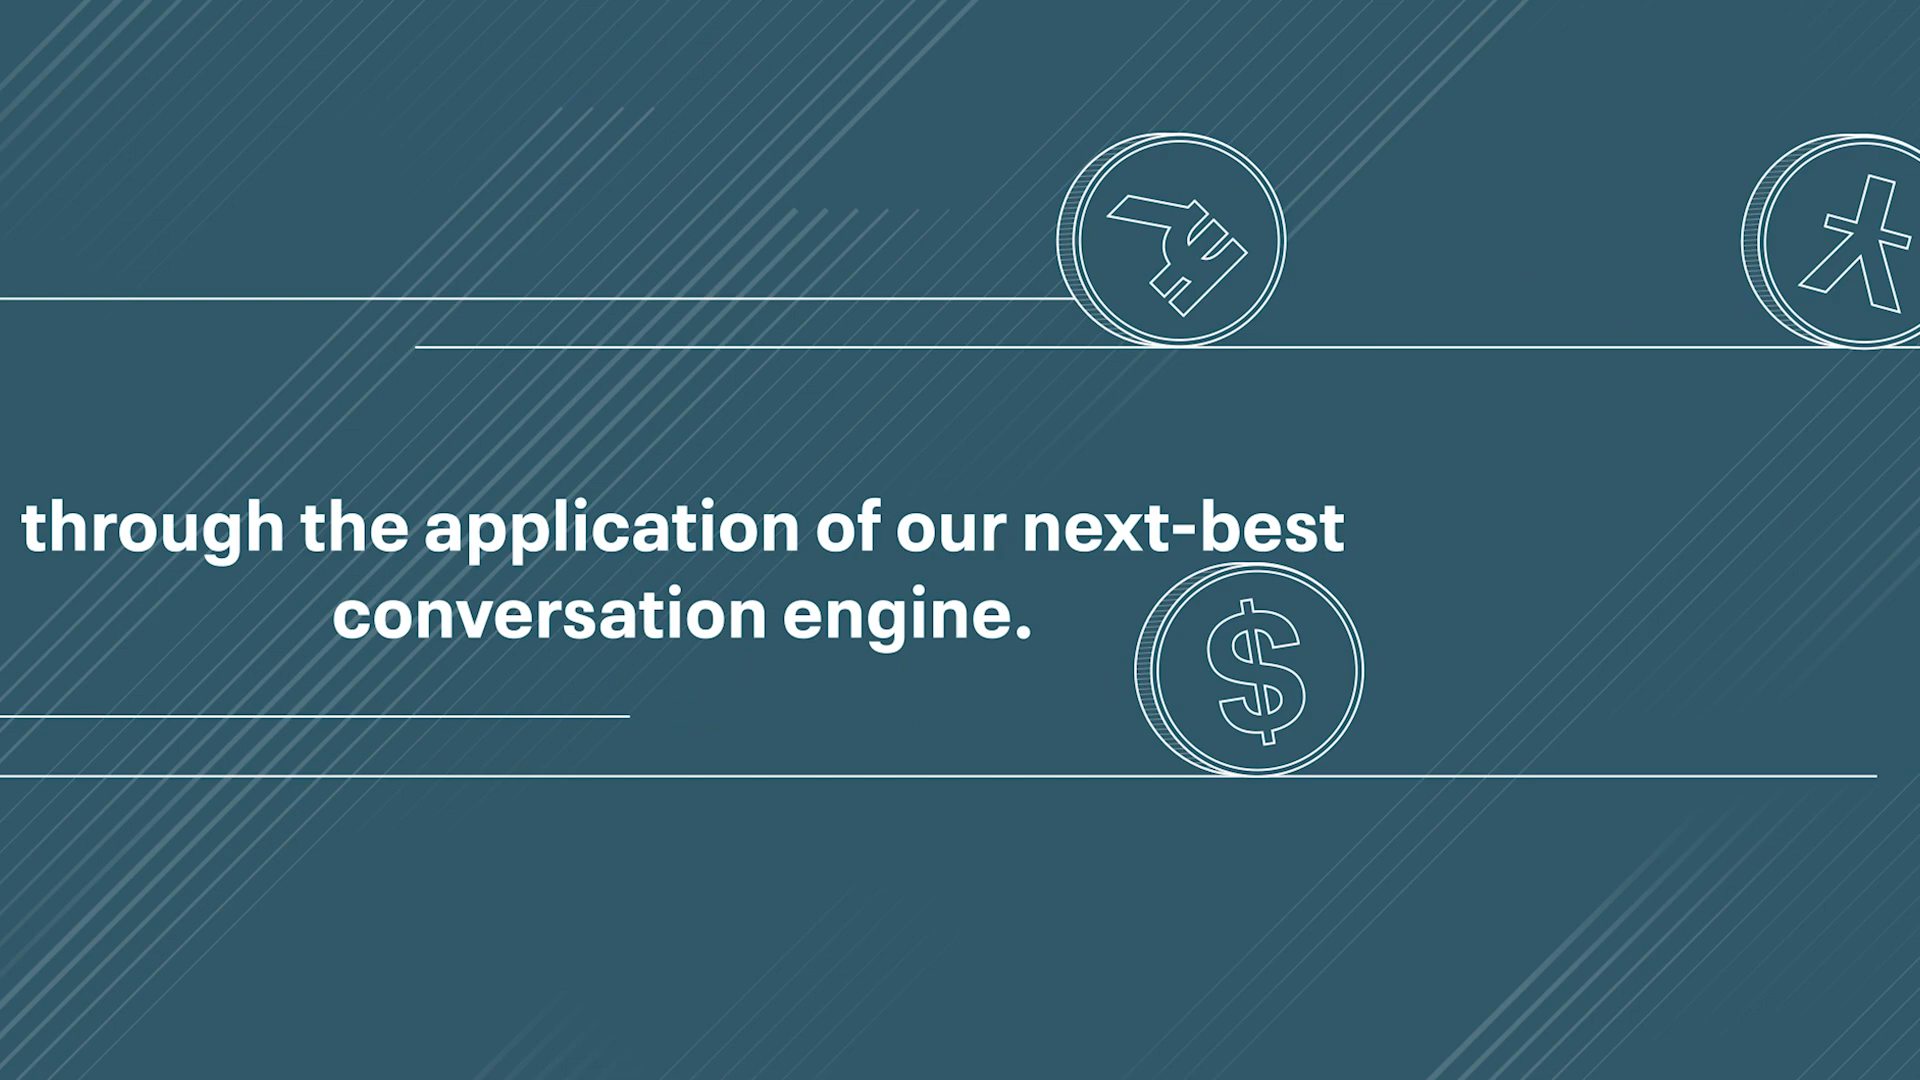 through the application of our next-best
conversation engine.
$